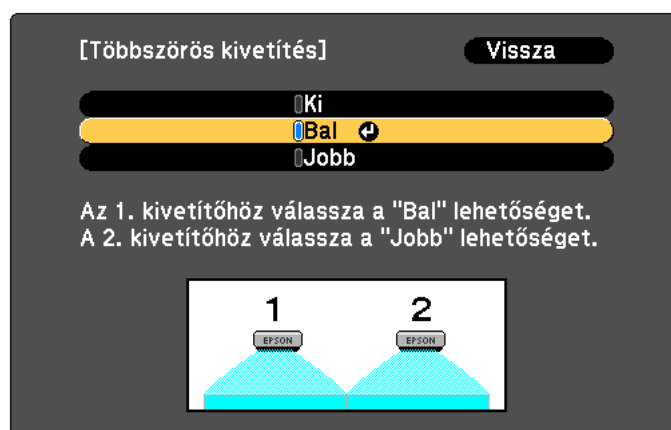 [Többszörös kivetítés] Vissza
Ki
Bal
Jobb
Az 1. kivetítőhöz válassza a "Bal" lehetőséget.
A 2. kivetítőhöz válassza a "Jobb" lehetőséget.
1 2
EPSON EPSON